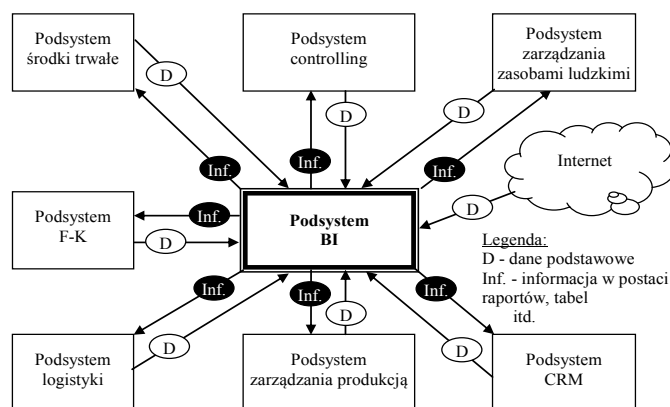 Podsystem
środki trwałe
Podsystem
controlling
Podsystem
zarządzania
zasobami ludzkimi
D
D
D
Inf.
Inf.
Inf.
Internet
Podsystem
F-K
Inf.
D
Podsystem
BI
D
Legenda:
D - dane podstawowe
Inf. - informacja w postaci
raportów, tabel
itd.
Inf.
Inf.
Inf.
D
D
D
Podsystem
logistyki
Podsystem
zarządzania produkcją
Podsystem
CRM